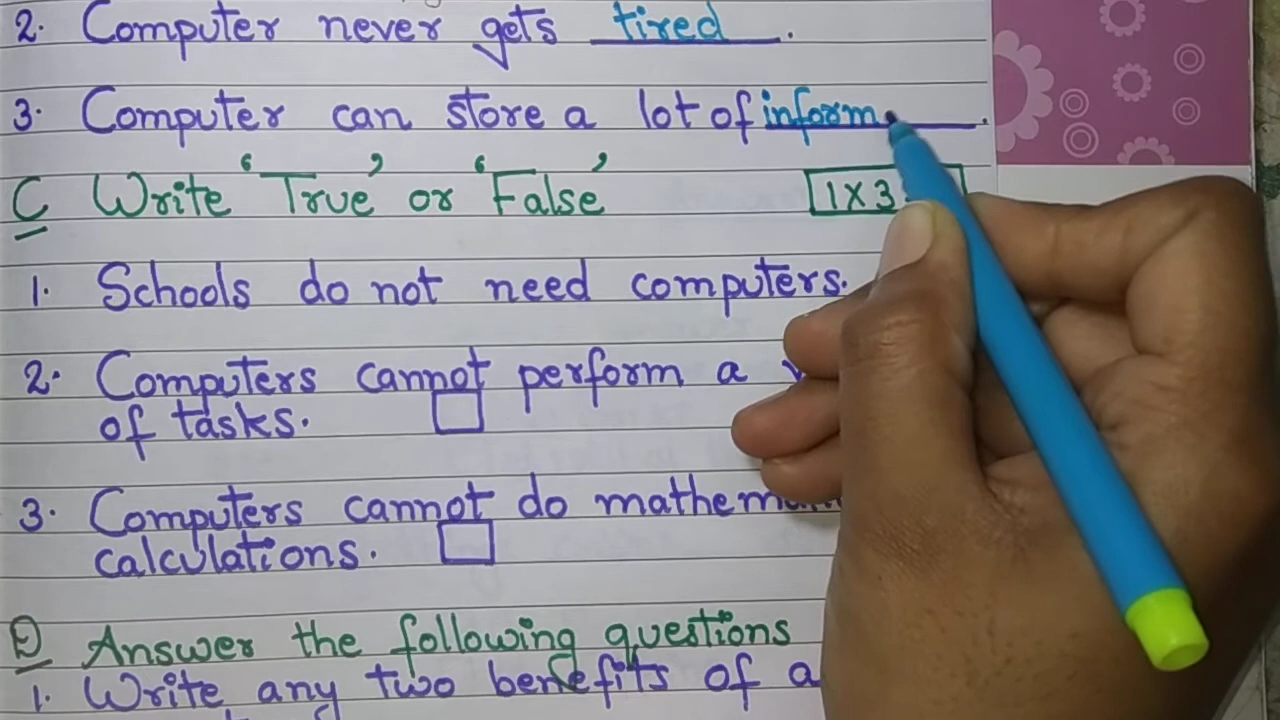 2. Computer never gets tired.
3. Computer can store a lot of inform.
C Write 'True' or 'False' 1x3
1. Schools do not need computers.
2. Computers cannot perform a
of tasks.
3. Computers cannot do mathema
calculations.
D Answer the following questions
1. Write any two benefits of a